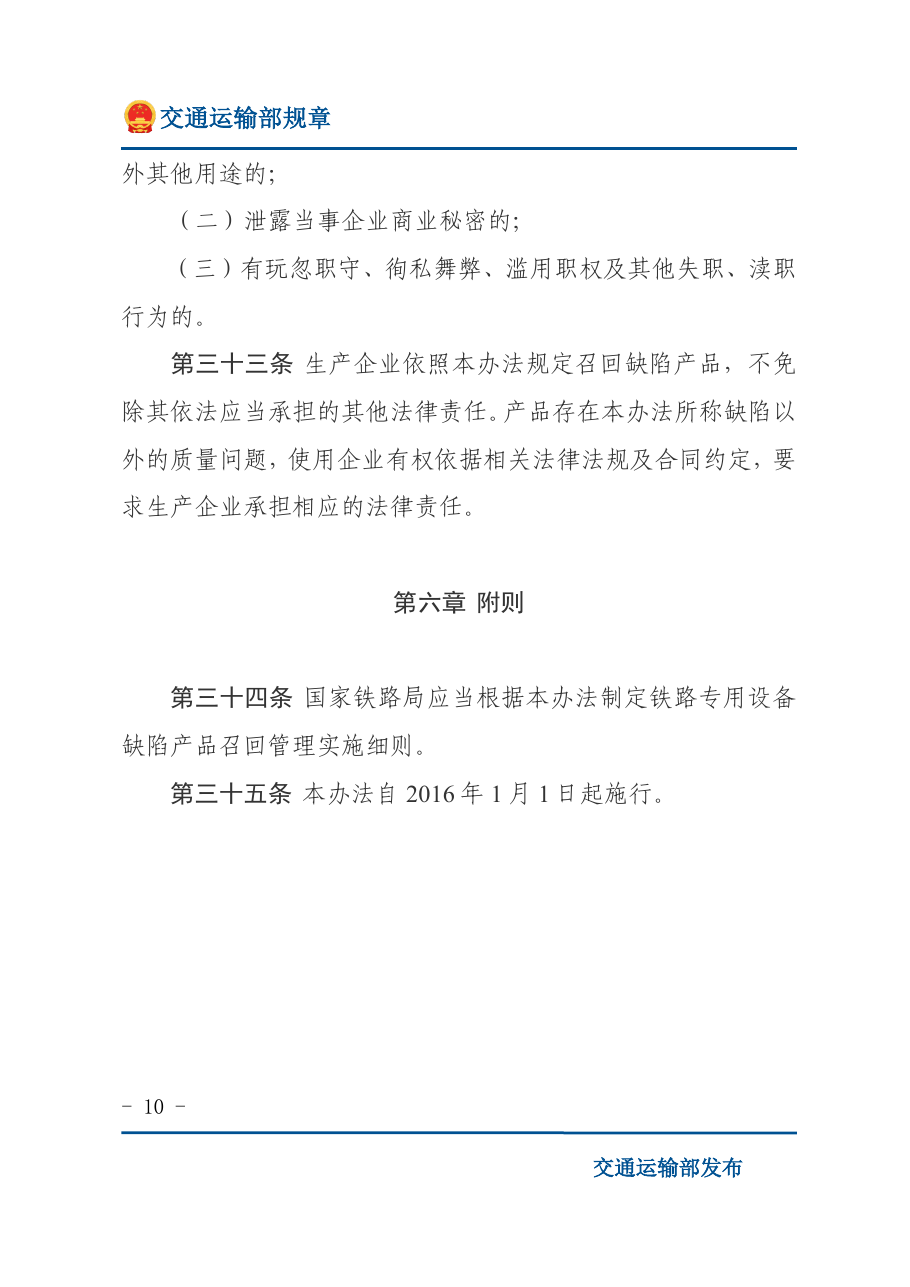 交通运输部规章
外其他用途的；
（二）泄露当事企业商业秘密的；
（三）有玩忽职守、徇私舞弊、滥用职权及其他失职、渎职
行为的。
第三十三条 生产企业依照本办法规定召回缺陷产品，不免
除其依法应当承担的其他法律责任。产品存在本办法所称缺陷以
外的质量问题，使用企业有权依据相关法律法规及合同约定，要
求生产企业承担相应的法律责任。
第六章 附则
第三十四条 国家铁路局应当根据本办法制定铁路专用设备
缺陷产品召回管理实施细则。
第三十五条 本办法自 2016 年 1 月 1 日起施行。
- 10 -
交通运输部发布